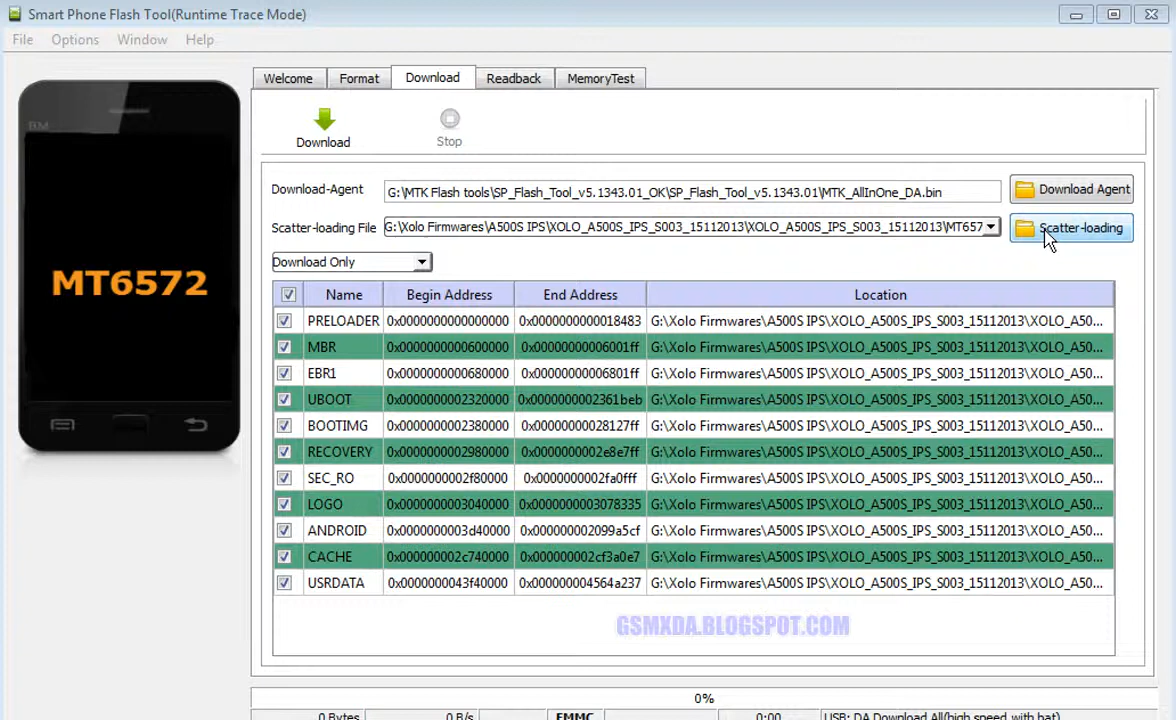 Smart Phone Flash Tool(Runtime Trace Mode)
File Options Window Help
Welcome Format Download Readback MemoryTest
Download Stop
Download-Agent G:\MTK Flash tools\SP_Flash_Tool_v5.1343.01_OK\SP_Flash_Tool_v5.1343.01\MTK_AllInOne_DA.bin Download Agent
Scatter-loading File G:\Xolo Firmwares\A500S IPS\XOLO_A500S_IPS_S003_15112013\XOLO_A500S_IPS_S003_15112013\MT657 Scatter-loading
Download Only
MT6572
Name Begin Address End Address Location
PRELOADER 0x0000000000000000 0x0000000000018483 G:\Xolo Firmwares\A500S IPS\XOLO_A500S_IPS_S003_15112013\XOLO_A50...
MBR 0x0000000000600000 0x00000000006001ff G:\Xolo Firmwares\A500S IPS\XOLO_A500S_IPS_S003_15112013\XOLO_A50...
EBR1 0x0000000000680000 0x00000000006801ff G:\Xolo Firmwares\A500S IPS\XOLO_A500S_IPS_S003_15112013\XOLO_A50...
UBOOT 0x0000000002320000 0x0000000002361beb G:\Xolo Firmwares\A500S IPS\XOLO_A500S_IPS_S003_15112013\XOLO_A50...
BOOTIMG 0x0000000002380000 0x00000000028127ff G:\Xolo Firmwares\A500S IPS\XOLO_A500S_IPS_S003_15112013\XOLO_A50...
RECOVERY 0x0000000002980000 0x0000000002e8e7ff G:\Xolo Firmwares\A500S IPS\XOLO_A500S_IPS_S003_15112013\XOLO_A50...
SEC_RO 0x0000000002f80000 0x0000000002fa0fff G:\Xolo Firmwares\A500S IPS\XOLO_A500S_IPS_S003_15112013\XOLO_A50...
LOGO 0x0000000003040000 0x0000000003078335 G:\Xolo Firmwares\A500S IPS\XOLO_A500S_IPS_S003_15112013\XOLO_A50...
ANDROID 0x0000000003d40000 0x000000002099a5cf G:\Xolo Firmwares\A500S IPS\XOLO_A500S_IPS_S003_15112013\XOLO_A50...
CACHE 0x000000002c740000 0x000000002cf3a0e7 G:\Xolo Firmwares\A500S IPS\XOLO_A500S_IPS_S003_15112013\XOLO_A50...
USRDATA 0x0000000043f40000 0x000000004564a237 G:\Xolo Firmwares\A500S IPS\XOLO_A500S_IPS_S003_15112013\XOLO_A50...
GSMXDA.BLOGSPOT.COM
0%
0 Bytes 0 B/s EMMC 0:00 USB: DA Download All(high speed with bat)